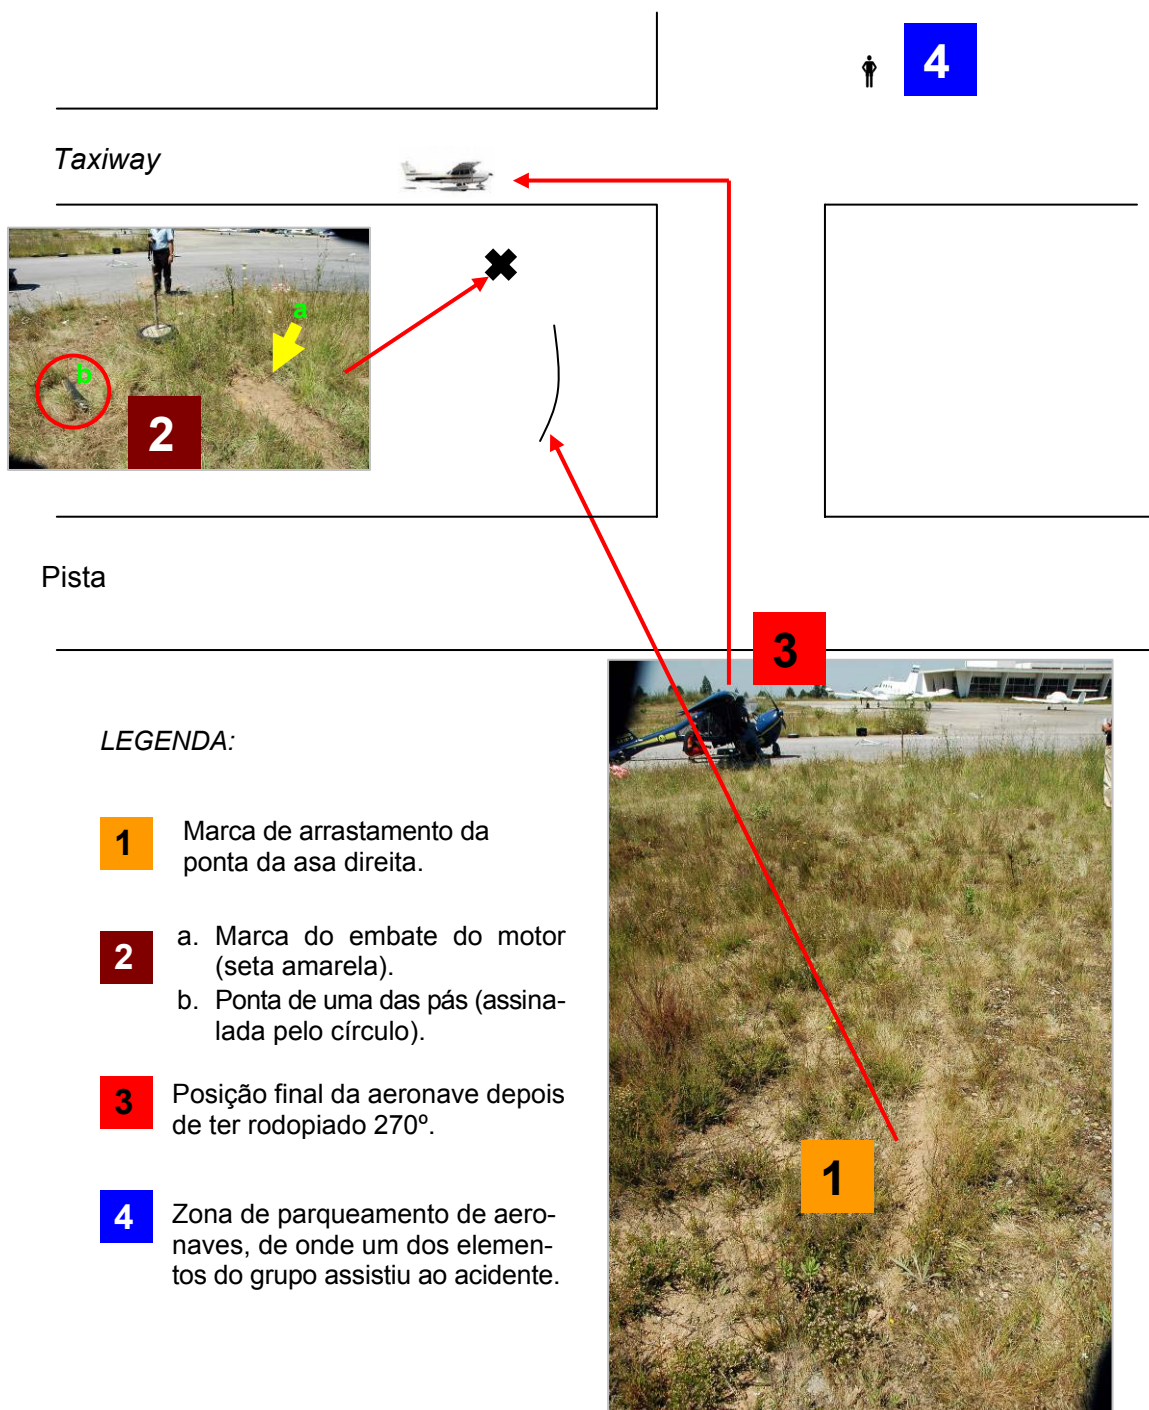 4
Taxiway
a
b
2
Pista
3
LEGENDA:
1
Marca de arrastamento da
ponta da asa direita.
2
a. Marca do embate do motor
(seta amarela).
b. Ponta de uma das pás (assina-
lada pelo círculo).
3
Posição final da aeronave depois
de ter rodopiado 270º.
4
Zona de parqueamento de aero-
naves, de onde um dos elemen-
tos do grupo assistiu ao acidente.
1